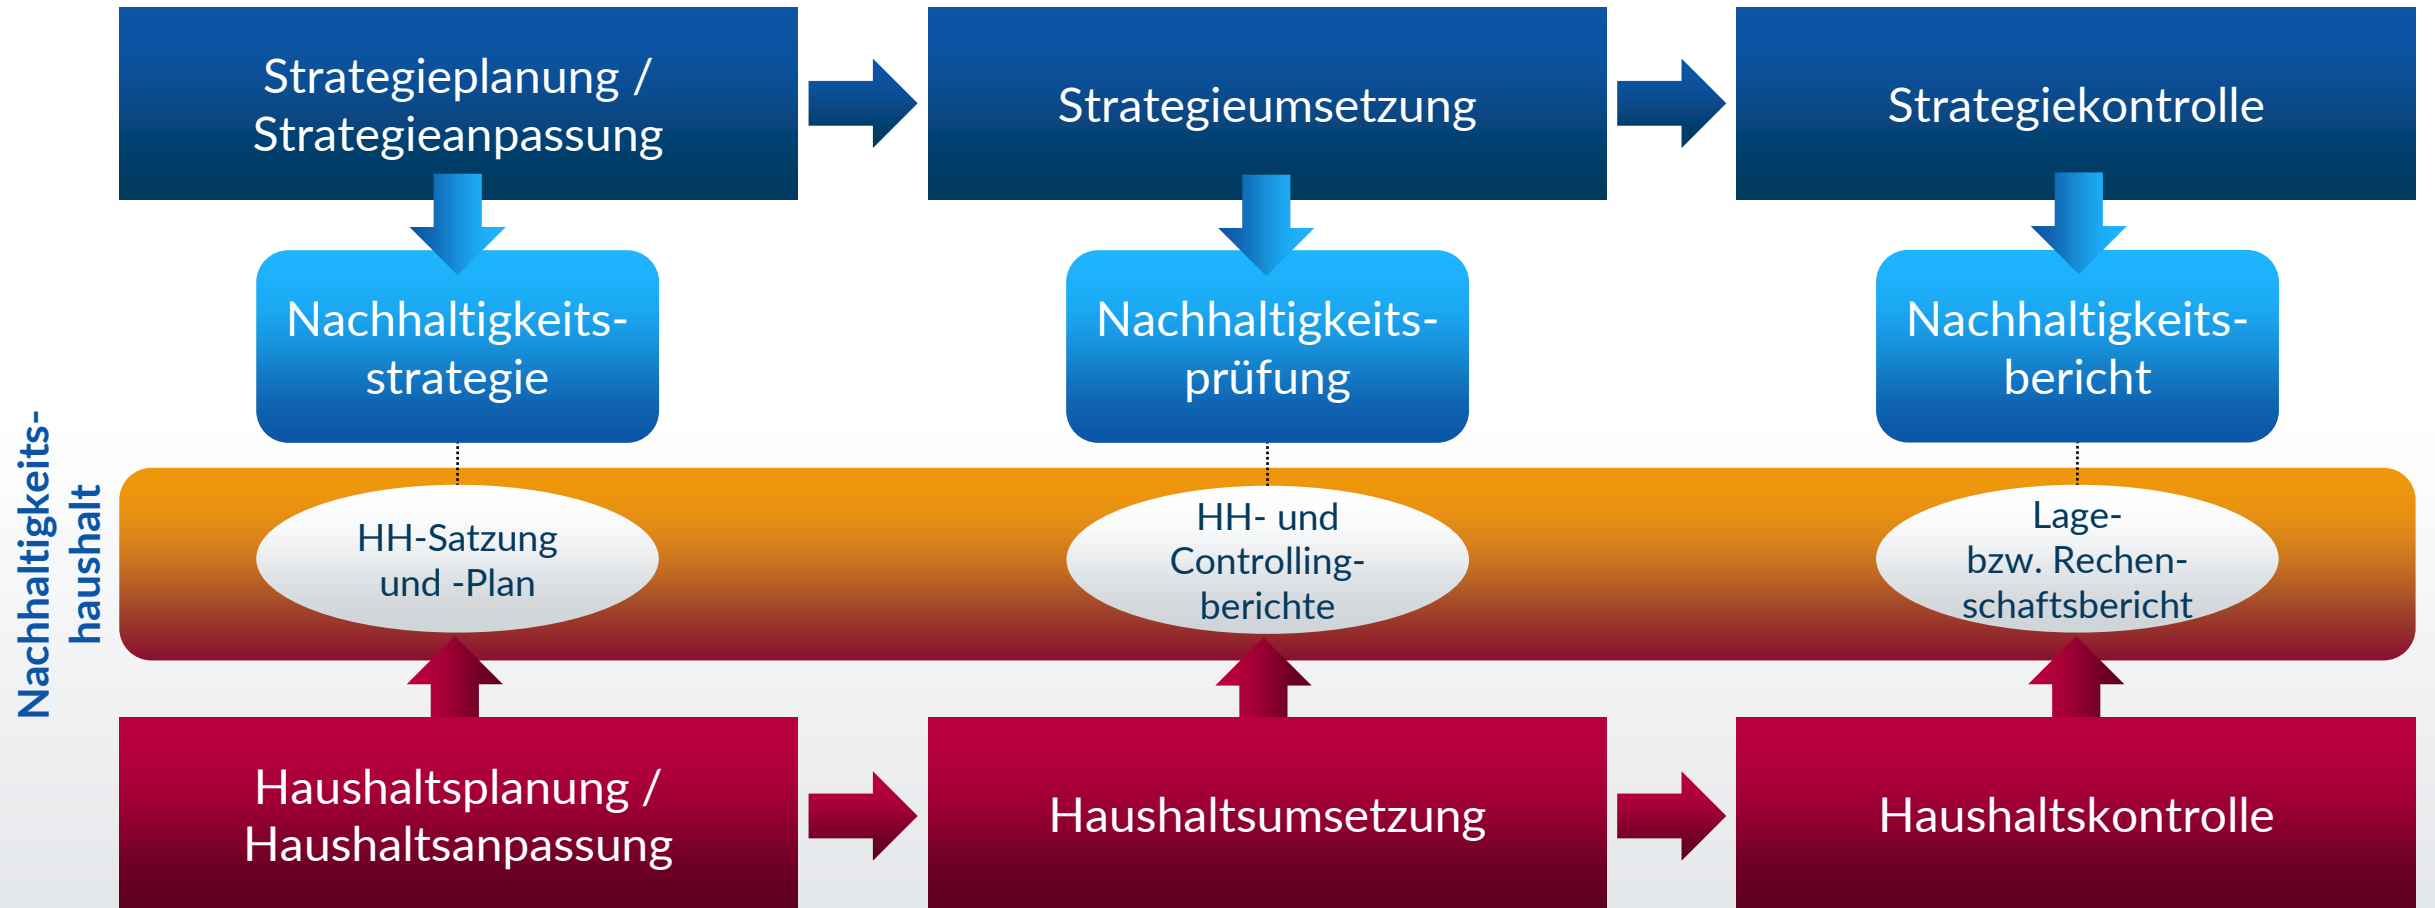 Strategieplanung /
Strategieanpassung
Strategieumsetzung
Strategiekontrolle
Nachhaltigkeits-
strategie
Nachhaltigkeits-
prüfung
Nachhaltigkeits-
bericht
Nachhaltigkeits-
haushalt
HH-Satzung
und -Plan
HH- und
Controlling-
berichte
Lage-
bzw. Rechen-
schaftsbericht
Haushaltsplanung /
Haushaltsanpassung
Haushaltsumsetzung
Haushaltskontrolle